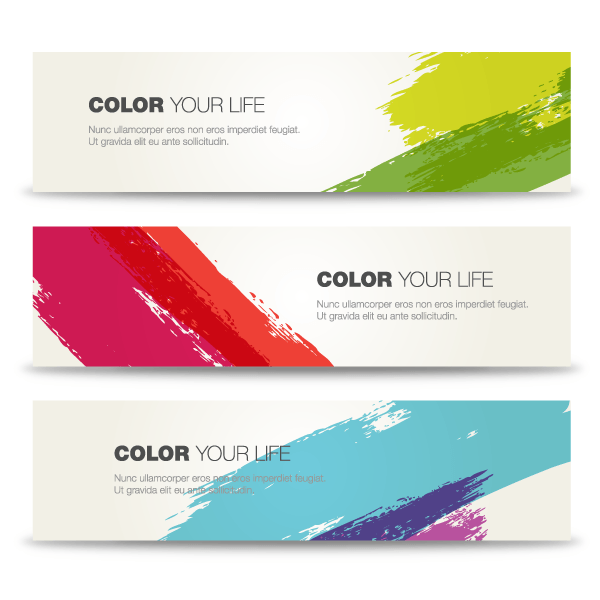 COLOR YOUR LIFE
Nunc ullamcorper eros non eros imperdiet feugiat.
Ut gravida elit eu ante sollicitudin.
COLOR YOUR LIFE
Nunc ullamcorper eros non eros imperdiet feugiat.
Ut gravida elit eu ante sollicitudin.
COLOR YOUR LIFE
Nunc ullamcorper eros non eros imperdiet feugiat.
Ut gravida elit eu ante sollicitudin.